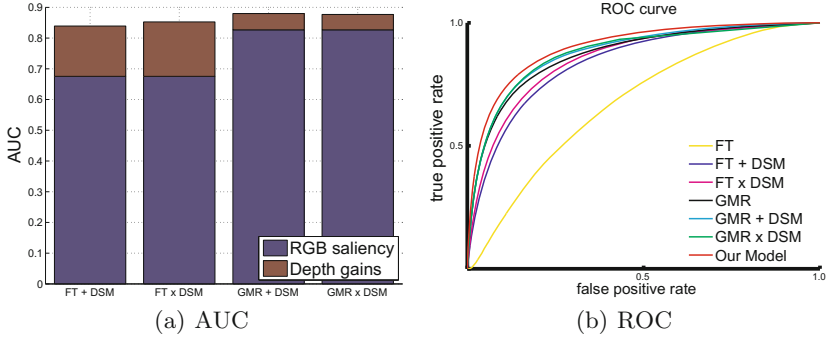 0.9
0.8
0.7
0.6
0.5
0.4
0.3
0.2
0.1
0
AUC
RGB saliency
Depth gains
FT + DSM
FT x DSM
GMR + DSM
GMR x DSM
(a) AUC
ROC curve
1.0
0.5
true positive rate
FT
FT + DSM
FT x DSM
GMR
GMR + DSM
GMR x DSM
Our Model
0.5
1.0
false positive rate
(b) ROC